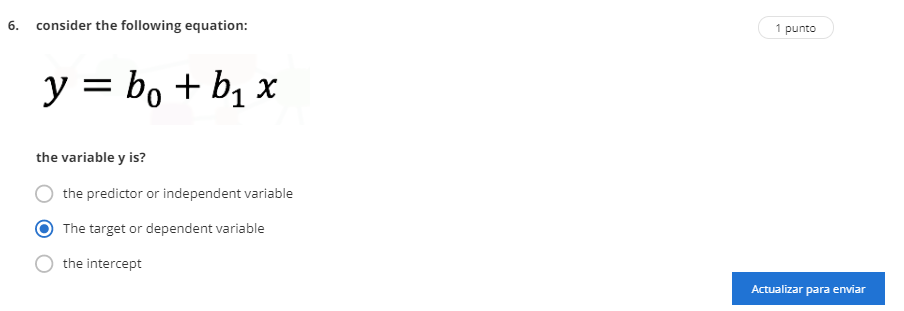 6. consider the following equation:
1 punto
y = b₀ + b₁ x
the variable y is?
the predictor or independent variable
The target or dependent variable
the intercept
Actualizar para enviar